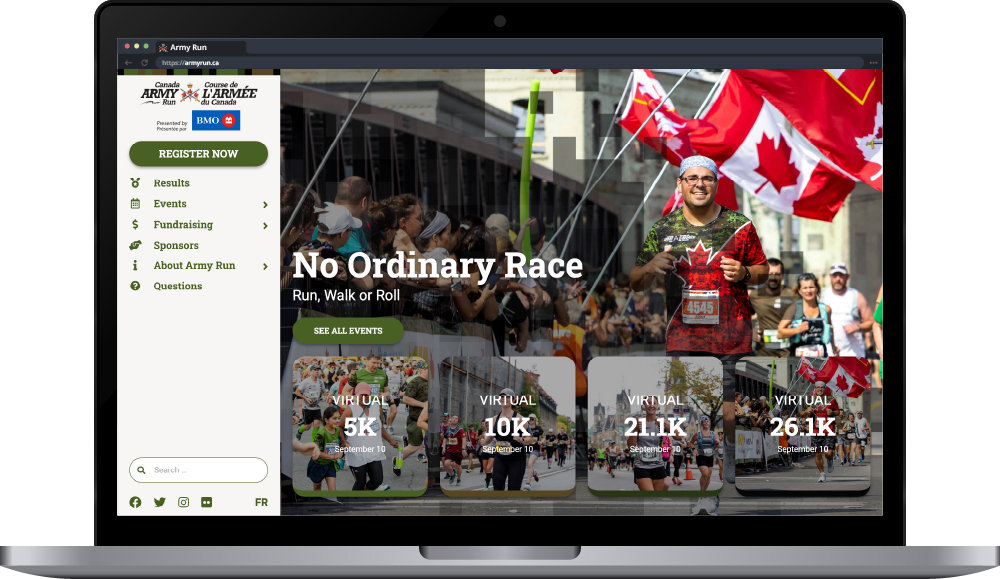 Army Run
https://armyrun.ca
Canada
ARMY
Run
Course de
L'ARMÉE
du Canada
Presented by
Présentée par
BMO
REGISTER NOW
Results
Events
Fundraising
Sponsors
About Army Run
Questions
Search ...
FR
No Ordinary Race
Run, Walk or Roll
SEE ALL EVENTS
4545
VIRTUAL
5K
September 10
VIRTUAL
10K
September 10
VIRTUAL
21.1K
September 10
VIRTUAL
26.1K
September 10